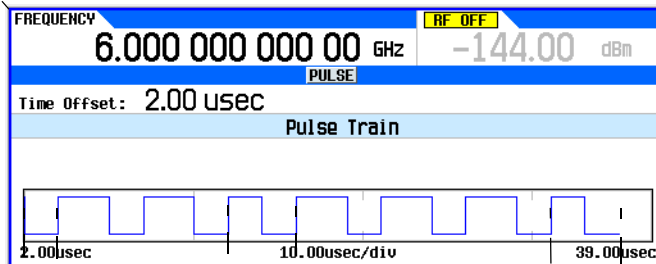 FREQUENCY
RF OFF
6.000 000 000 00 GHz
-144.00 dBm
PULSE
Time Offset: 2.00 usec
Pulse Train
2.00usec 10.00usec/div 39.00usec